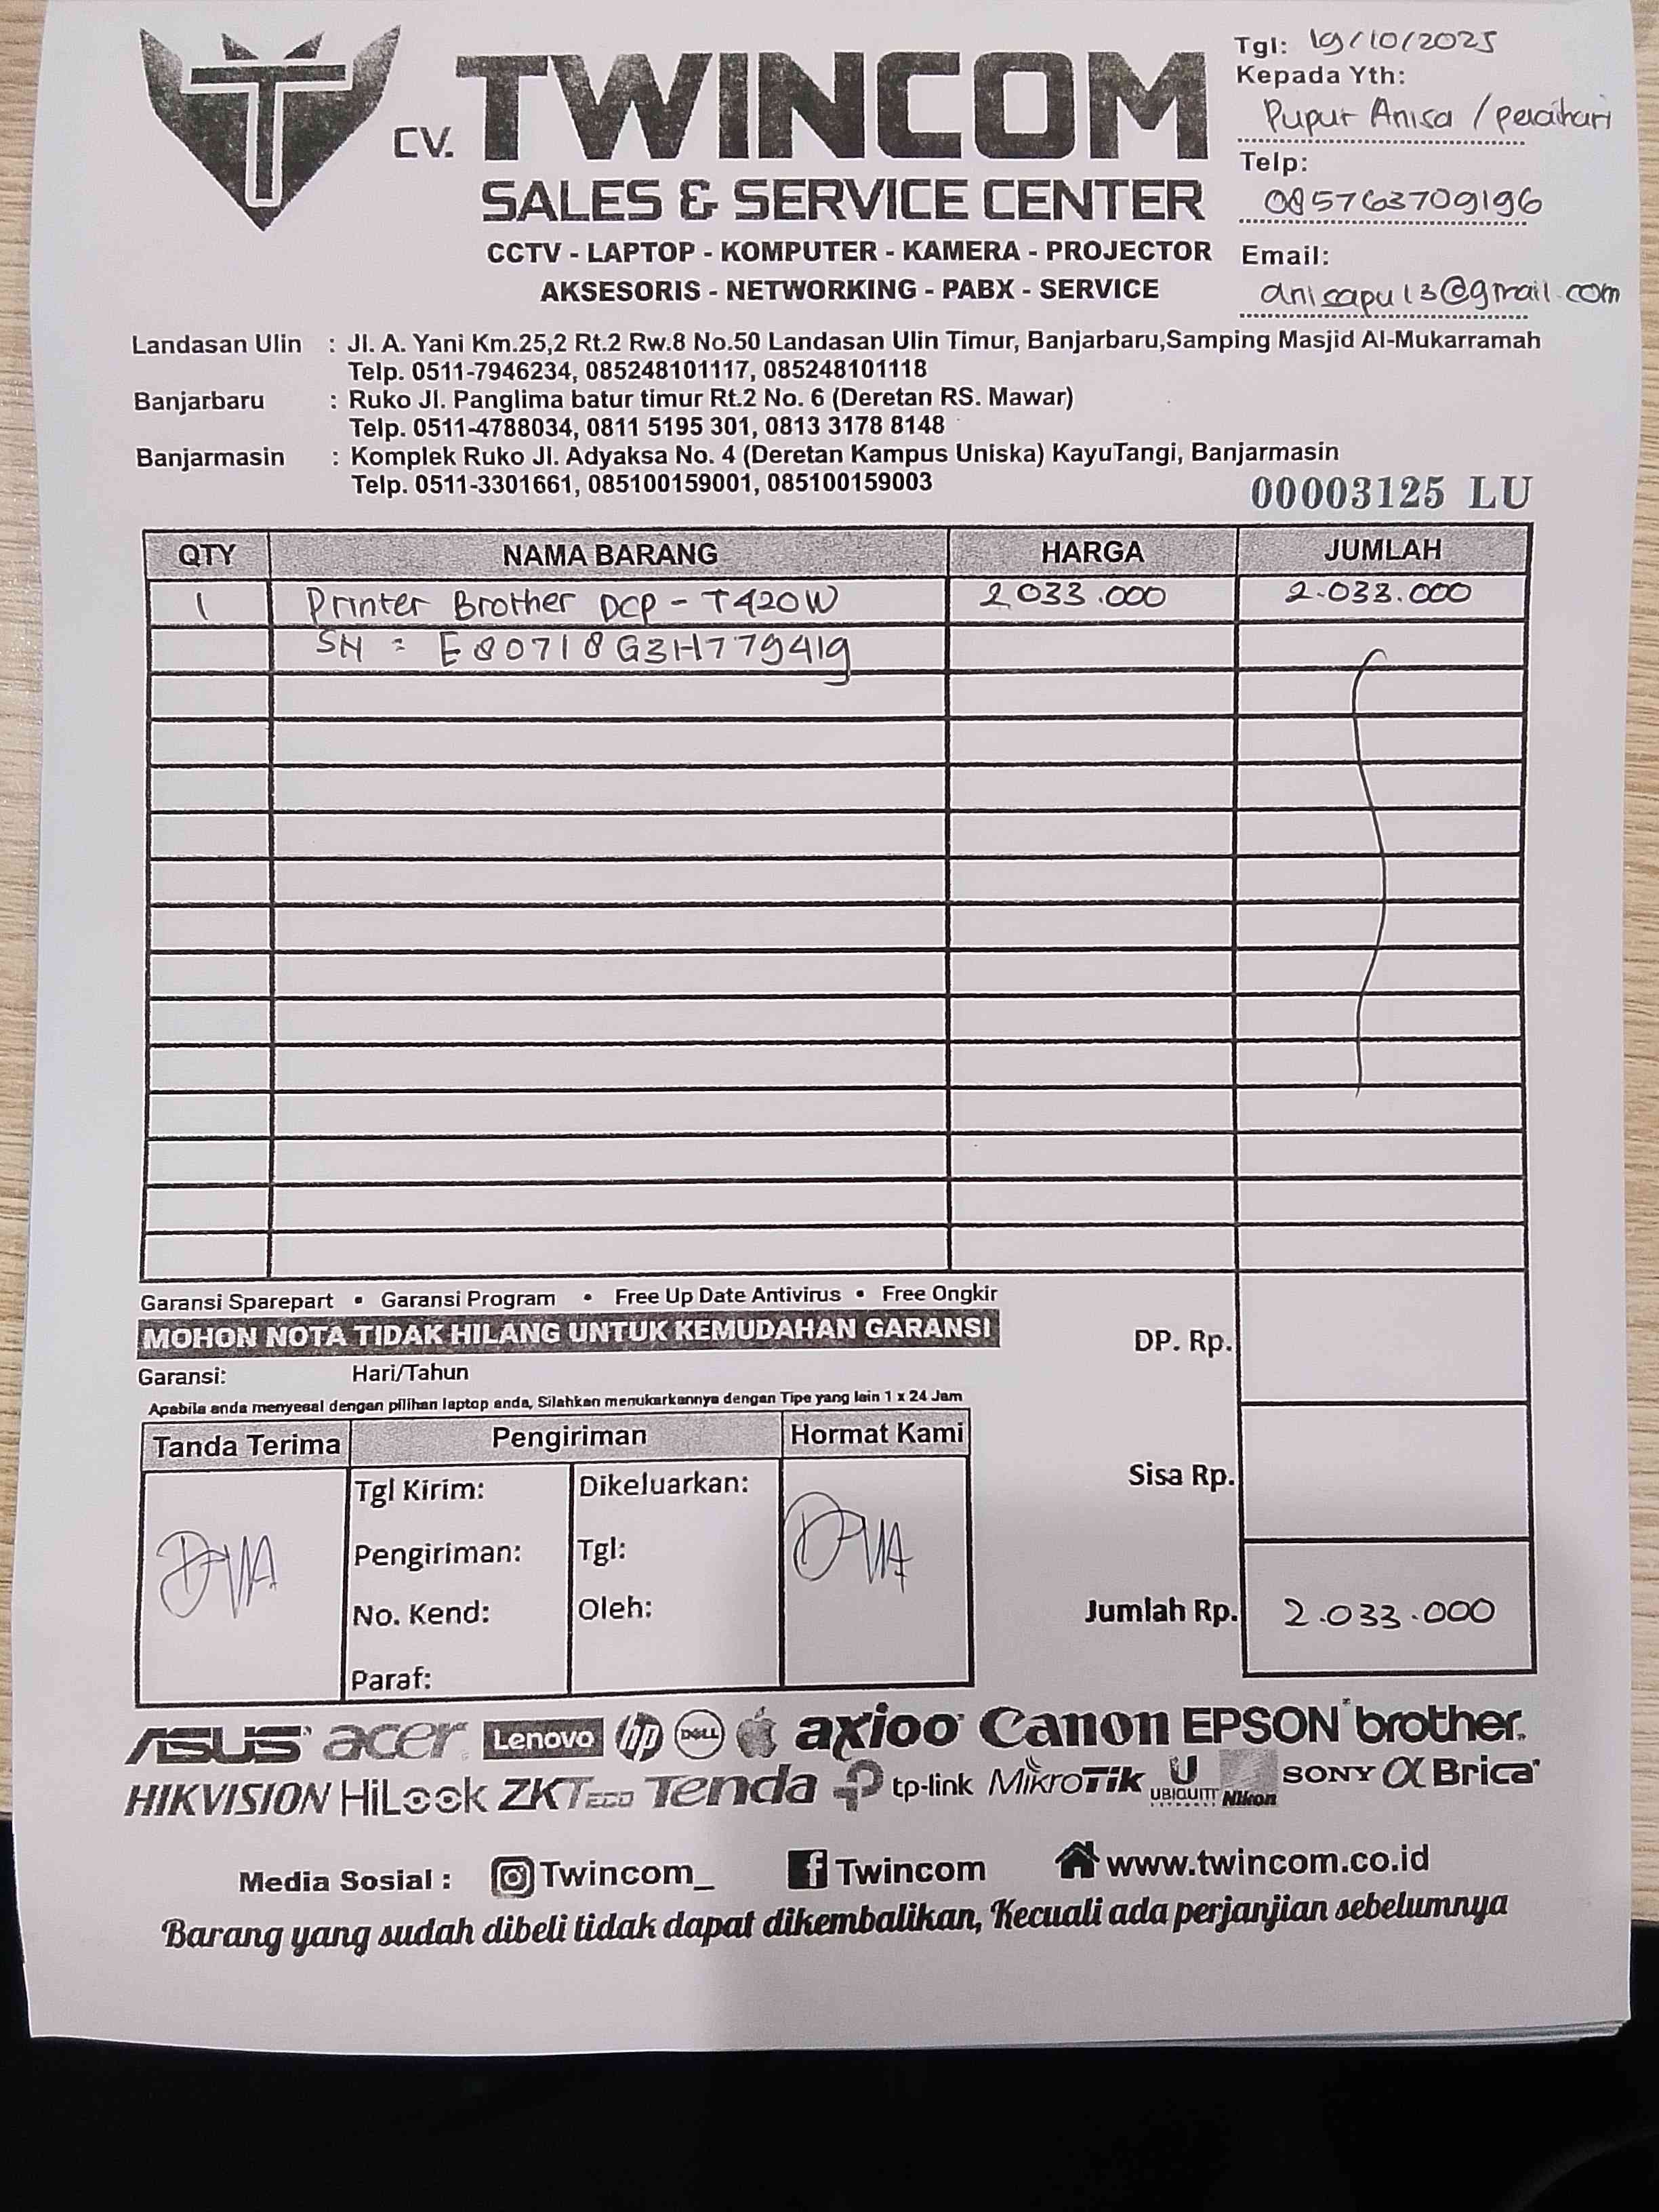 T
CV. TWINCOM
SALES & SERVICE CENTER
CCTV - LAPTOP - KOMPUTER - KAMERA - PROJECTOR
AKSESORIS - NETWORKING - PABX - SERVICE
Tgl: 19/10/2025
Kepada Yth:
Pupur Anisa / pelaihari
Telp:
085763709196
Email:
anisapu13@gmail.com
Landasan Ulin : Jl. A. Yani Km.25,2 Rt.2 Rw.8 No.50 Landasan Ulin Timur, Banjarbaru,Samping Masjid Al-Mukarramah
Telp. 0511-7946234, 085248101117, 085248101118
Banjarbaru : Ruko Jl. Panglima batur timur Rt.2 No. 6 (Deretan RS. Mawar)
Telp. 0511-4788034, 0811 5195 301, 0813 3178 8148
Banjarmasin : Komplek Ruko Jl. Adyaksa No. 4 (Deretan Kampus Uniska) KayuTangi, Banjarmasin
Telp. 0511-3301661, 085100159001, 085100159003
00003125 LU
QTY NAMA BARANG HARGA JUMLAH
1 Printer Brother DCP - T420W 2.033.000 2.033.000
SN = E80718G3H779419
Garansi Sparepart • Garansi Program • Free Up Date Antivirus • Free Ongkir
MOHON NOTA TIDAK HILANG UNTUK KEMUDAHAN GARANSI
Garansi: Hari/Tahun
Apabila anda menyesal dengan pilihan laptop anda, Silahkan menukarkannya dengan Tipe yang lain 1 x 24 Jam
DP. Rp.
Sisa Rp.
Jumlah Rp. 2.033.000
Tanda Terima Pengiriman Hormat Kami
Tgl Kirim: Dikeluarkan:
Pengiriman: Tgl:
No. Kend: Oleh:
Paraf:
ASUS acer Lenovo hp DELL axioo Canon EPSON brother
HIKVISION HiLook ZKTeco Tenda tp-link MikroTik U UBIQUITI NETWORKS Nikon SONY α Brica
Media Sosial : Twincom_ f Twincom www.twincom.co.id
Barang yang sudah dibeli tidak dapat dikembalikan, Kecuali ada perjanjian sebelumnya